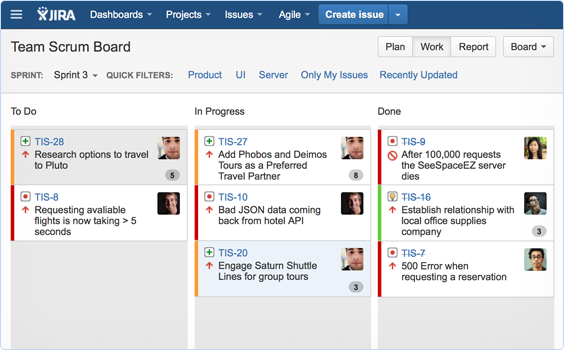 JIRA Dashboards Projects Issues Agile Create issue
Team Scrum Board Plan Work Report Board
SPRINT: Sprint 3 QUICK FILTERS: Product UI Server Only My Issues Recently Updated
To Do
TIS-28
Research options to travel
to Pluto
5
TIS-8
Requesting avaliable
flights is now taking > 5
seconds
In Progress
TIS-27
Add Phobos and Deimos
Tours as a Preferred
Travel Partner
8
TIS-10
Bad JSON data coming
back from hotel API
TIS-20
Engage Saturn Shuttle
Lines for group tours
3
Done
TIS-9
After 100,000 requests
the SeeSpaceEZ server
dies
TIS-16
Establish relationship with
local office supplies
company
3
TIS-7
500 Error when
requesting a reservation